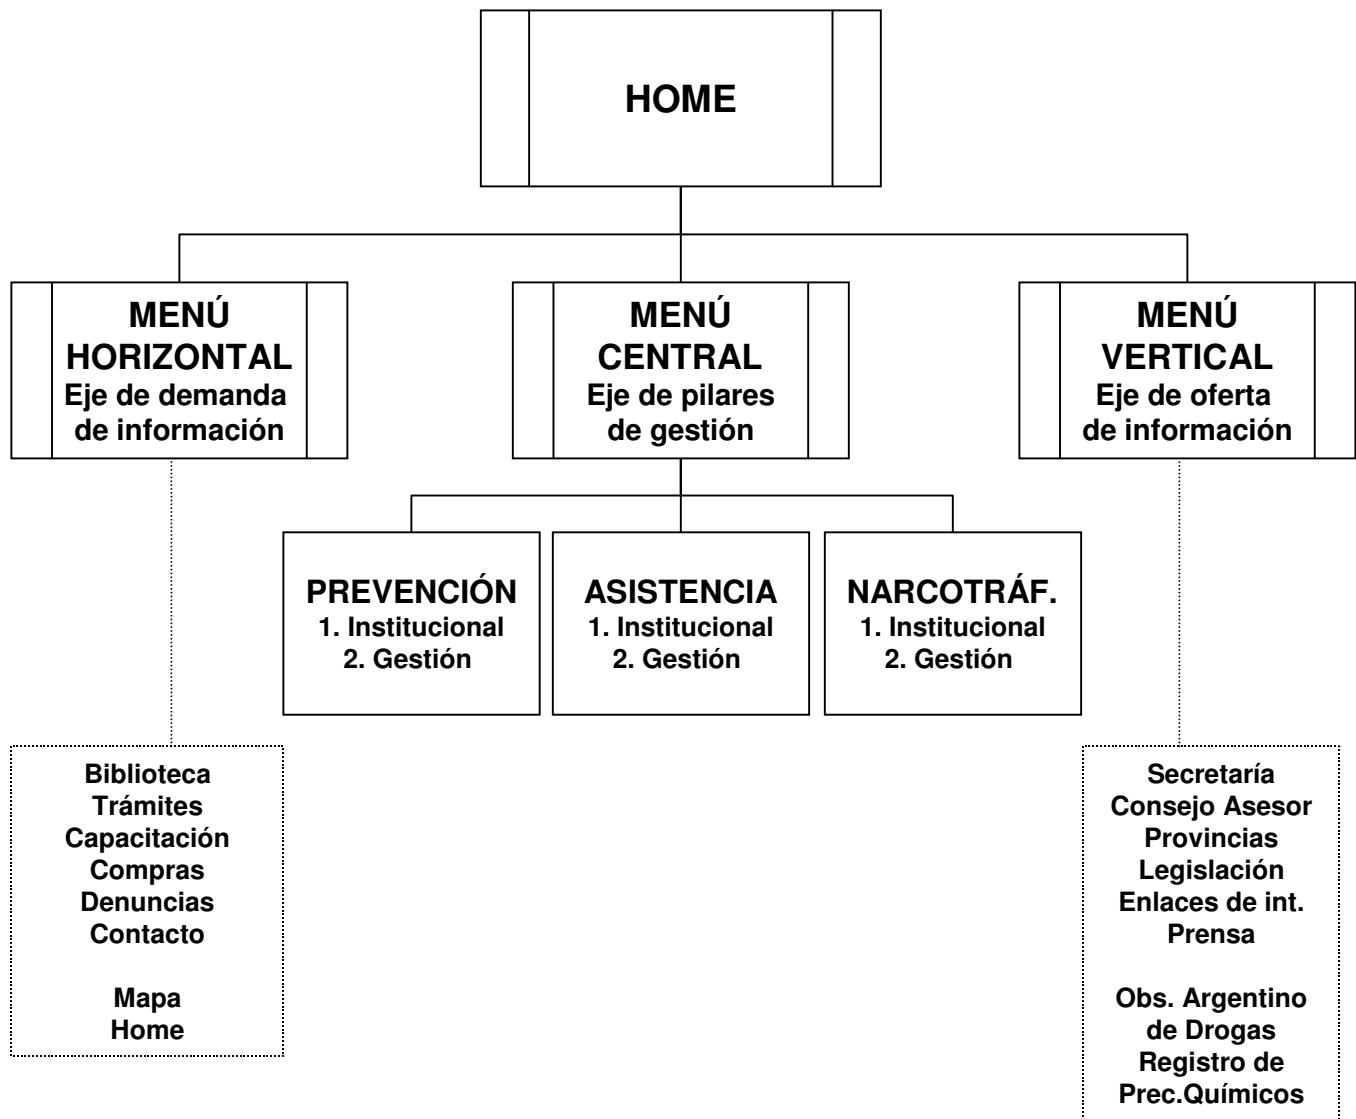 HOME
MENÚ
HORIZONTAL
Eje de demanda
de información
MENÚ
CENTRAL
Eje de pilares
de gestión
MENÚ
VERTICAL
Eje de oferta
de información
PREVENCIÓN
1. Institucional
2. Gestión
ASISTENCIA
1. Institucional
2. Gestión
NARCOTRÁF.
1. Institucional
2. Gestión
Biblioteca
Trámites
Capacitación
Compras
Denuncias
Contacto
Mapa
Home
Secretaría
Consejo Asesor
Provincias
Legislación
Enlaces de int.
Prensa
Obs. Argentino
de Drogas
Registro de
Prec.Químicos